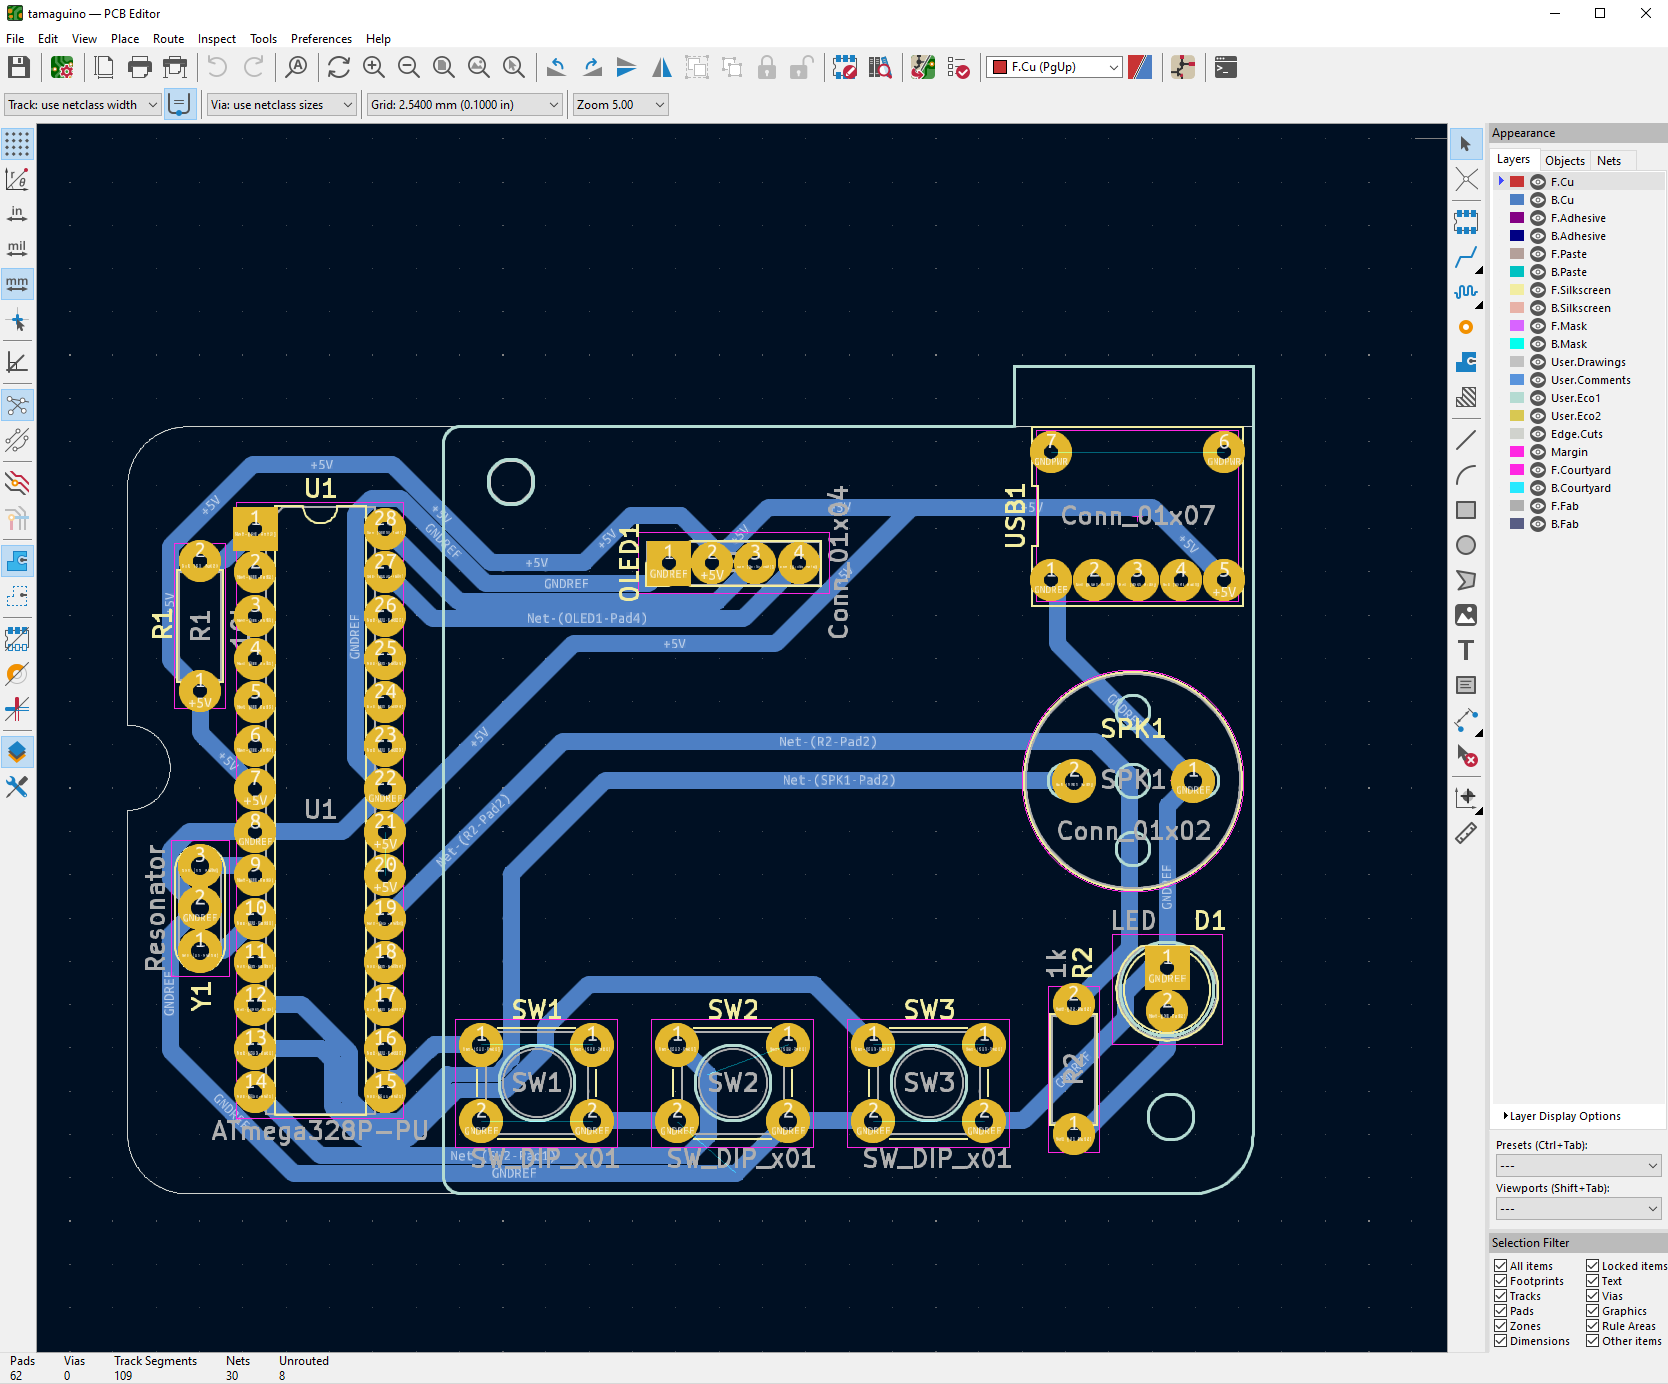 tamaguino — PCB Editor
File Edit View Place Route Inspect Tools Preferences Help
F.Cu (PgUp)
Track: use netclass width Via: use netclass sizes Grid: 2.5400 mm (0.1000 in) Zoom 5.00
in
mil
mm
Appearance
Layers Objects Nets
F.Cu
B.Cu
F.Adhesive
B.Adhesive
F.Paste
B.Paste
F.Silkscreen
B.Silkscreen
F.Mask
B.Mask
User.Drawings
User.Comments
User.Eco1
User.Eco2
Edge.Cuts
Margin
F.Courtyard
B.Courtyard
F.Fab
B.Fab
Layer Display Options
Presets (Ctrl+Tab):
---
Viewports (Shift+Tab):
---
Selection Filter
All items Locked items
Footprints Text
Tracks Vias
Pads Graphics
Zones Rule Areas
Dimensions Other items
+5V
U1
+5V
+5V
GNDREF
+5V
+5V
GNDREF
Net-(OLED1-Pad4)
+5V
OLED1
1 2 3 4
GNDREF +5V
Conn_01x04
USB1
7 6
GNDPWR GNDPWR
+5V
Conn_01x07
+5V
1 2 3 4 5
GNDREF +5V
R1
R1
2
1
+5V
+5V
1 28
2 27
3 26
4 25
5 24
6 23
7 22
+5V GNDREF
U1
8 21
GNDREF +5V
9 20
+5V
10 19
11 18
12 17
13 16
14 15
GNDREF
+5V
Net-(R2-Pad2)
Net-(R2-Pad2)
Net-(SPK1-Pad2)
SPK1
2 SPK1 1
GNDREF
Conn_01x02
GNDREF
Resonator
3
2
GNDREF
1
Y1
GNDREF
GNDREF
ATmega328P-PU
LED D1
1
GNDREF
2
1k
R2
2
R2
1
GNDREF
SW1 SW2 SW3
1 1 1 1 1 1
SW1 SW2 SW3
2 2 2 2 2 2
GNDREF GNDREF GNDREF GNDREF GNDREF GNDREF
Net-(SW2-Pad1)
SW_DIP_x01 SW_DIP_x01 SW_DIP_x01
GNDREF
Pads Vias Track Segments Nets Unrouted
62 0 109 30 8